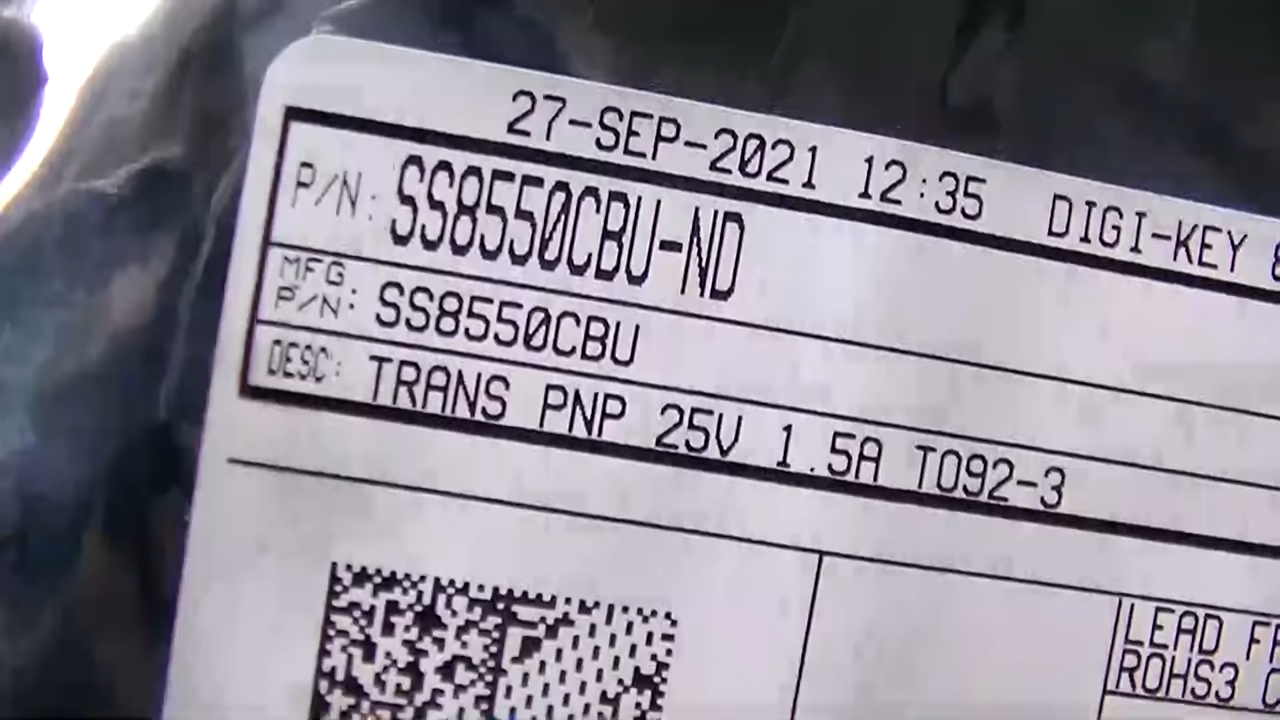 27-SEP-2021 12:35 DIGI-KEY
P/N: SS8550CBU-ND
MFG P/N: SS8550CBU
DESC: TRANS PNP 25V 1.5A TO92-3
LEAD
ROHS3